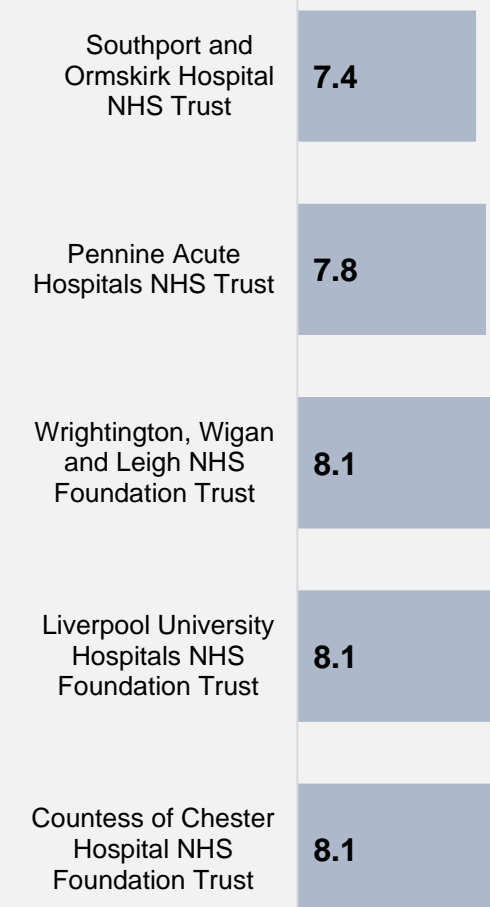 Southport and
Ormskirk Hospital
NHS Trust
7.4
Pennine Acute
Hospitals NHS Trust
7.8
Wrightington, Wigan
and Leigh NHS
Foundation Trust
8.1
Liverpool University
Hospitals NHS
Foundation Trust
8.1
Countess of Chester
Hospital NHS
Foundation Trust
8.1